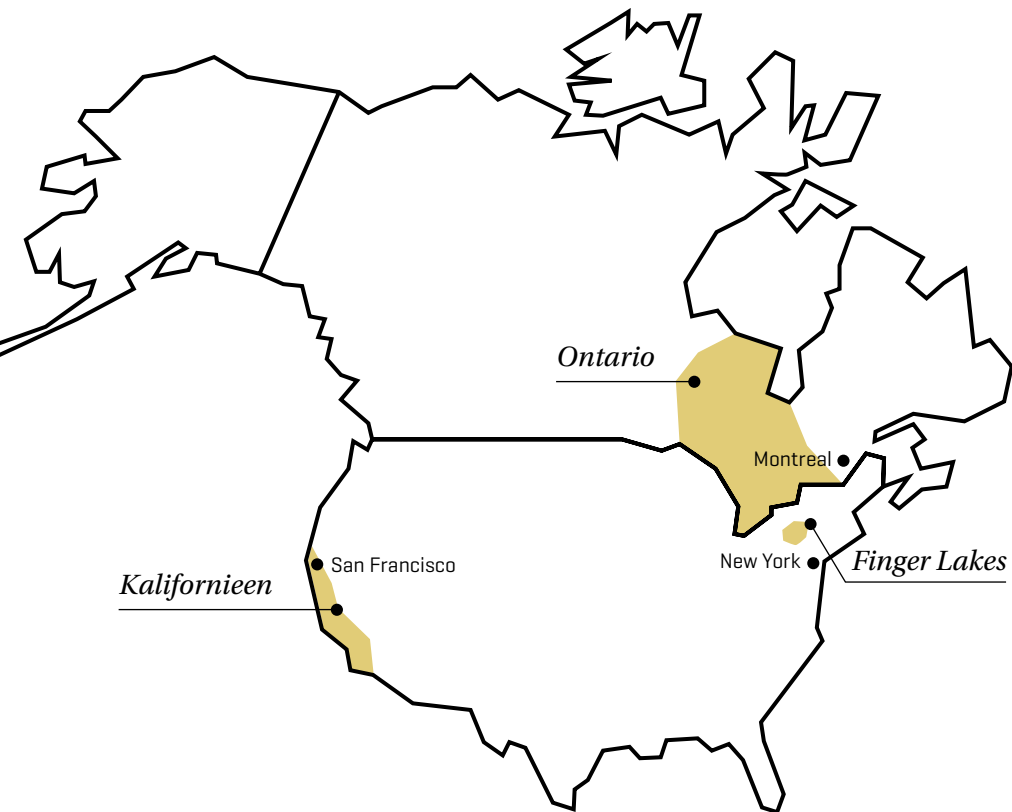 Ontario
Montreal
New York
Finger Lakes
San Francisco
Kalifornieen